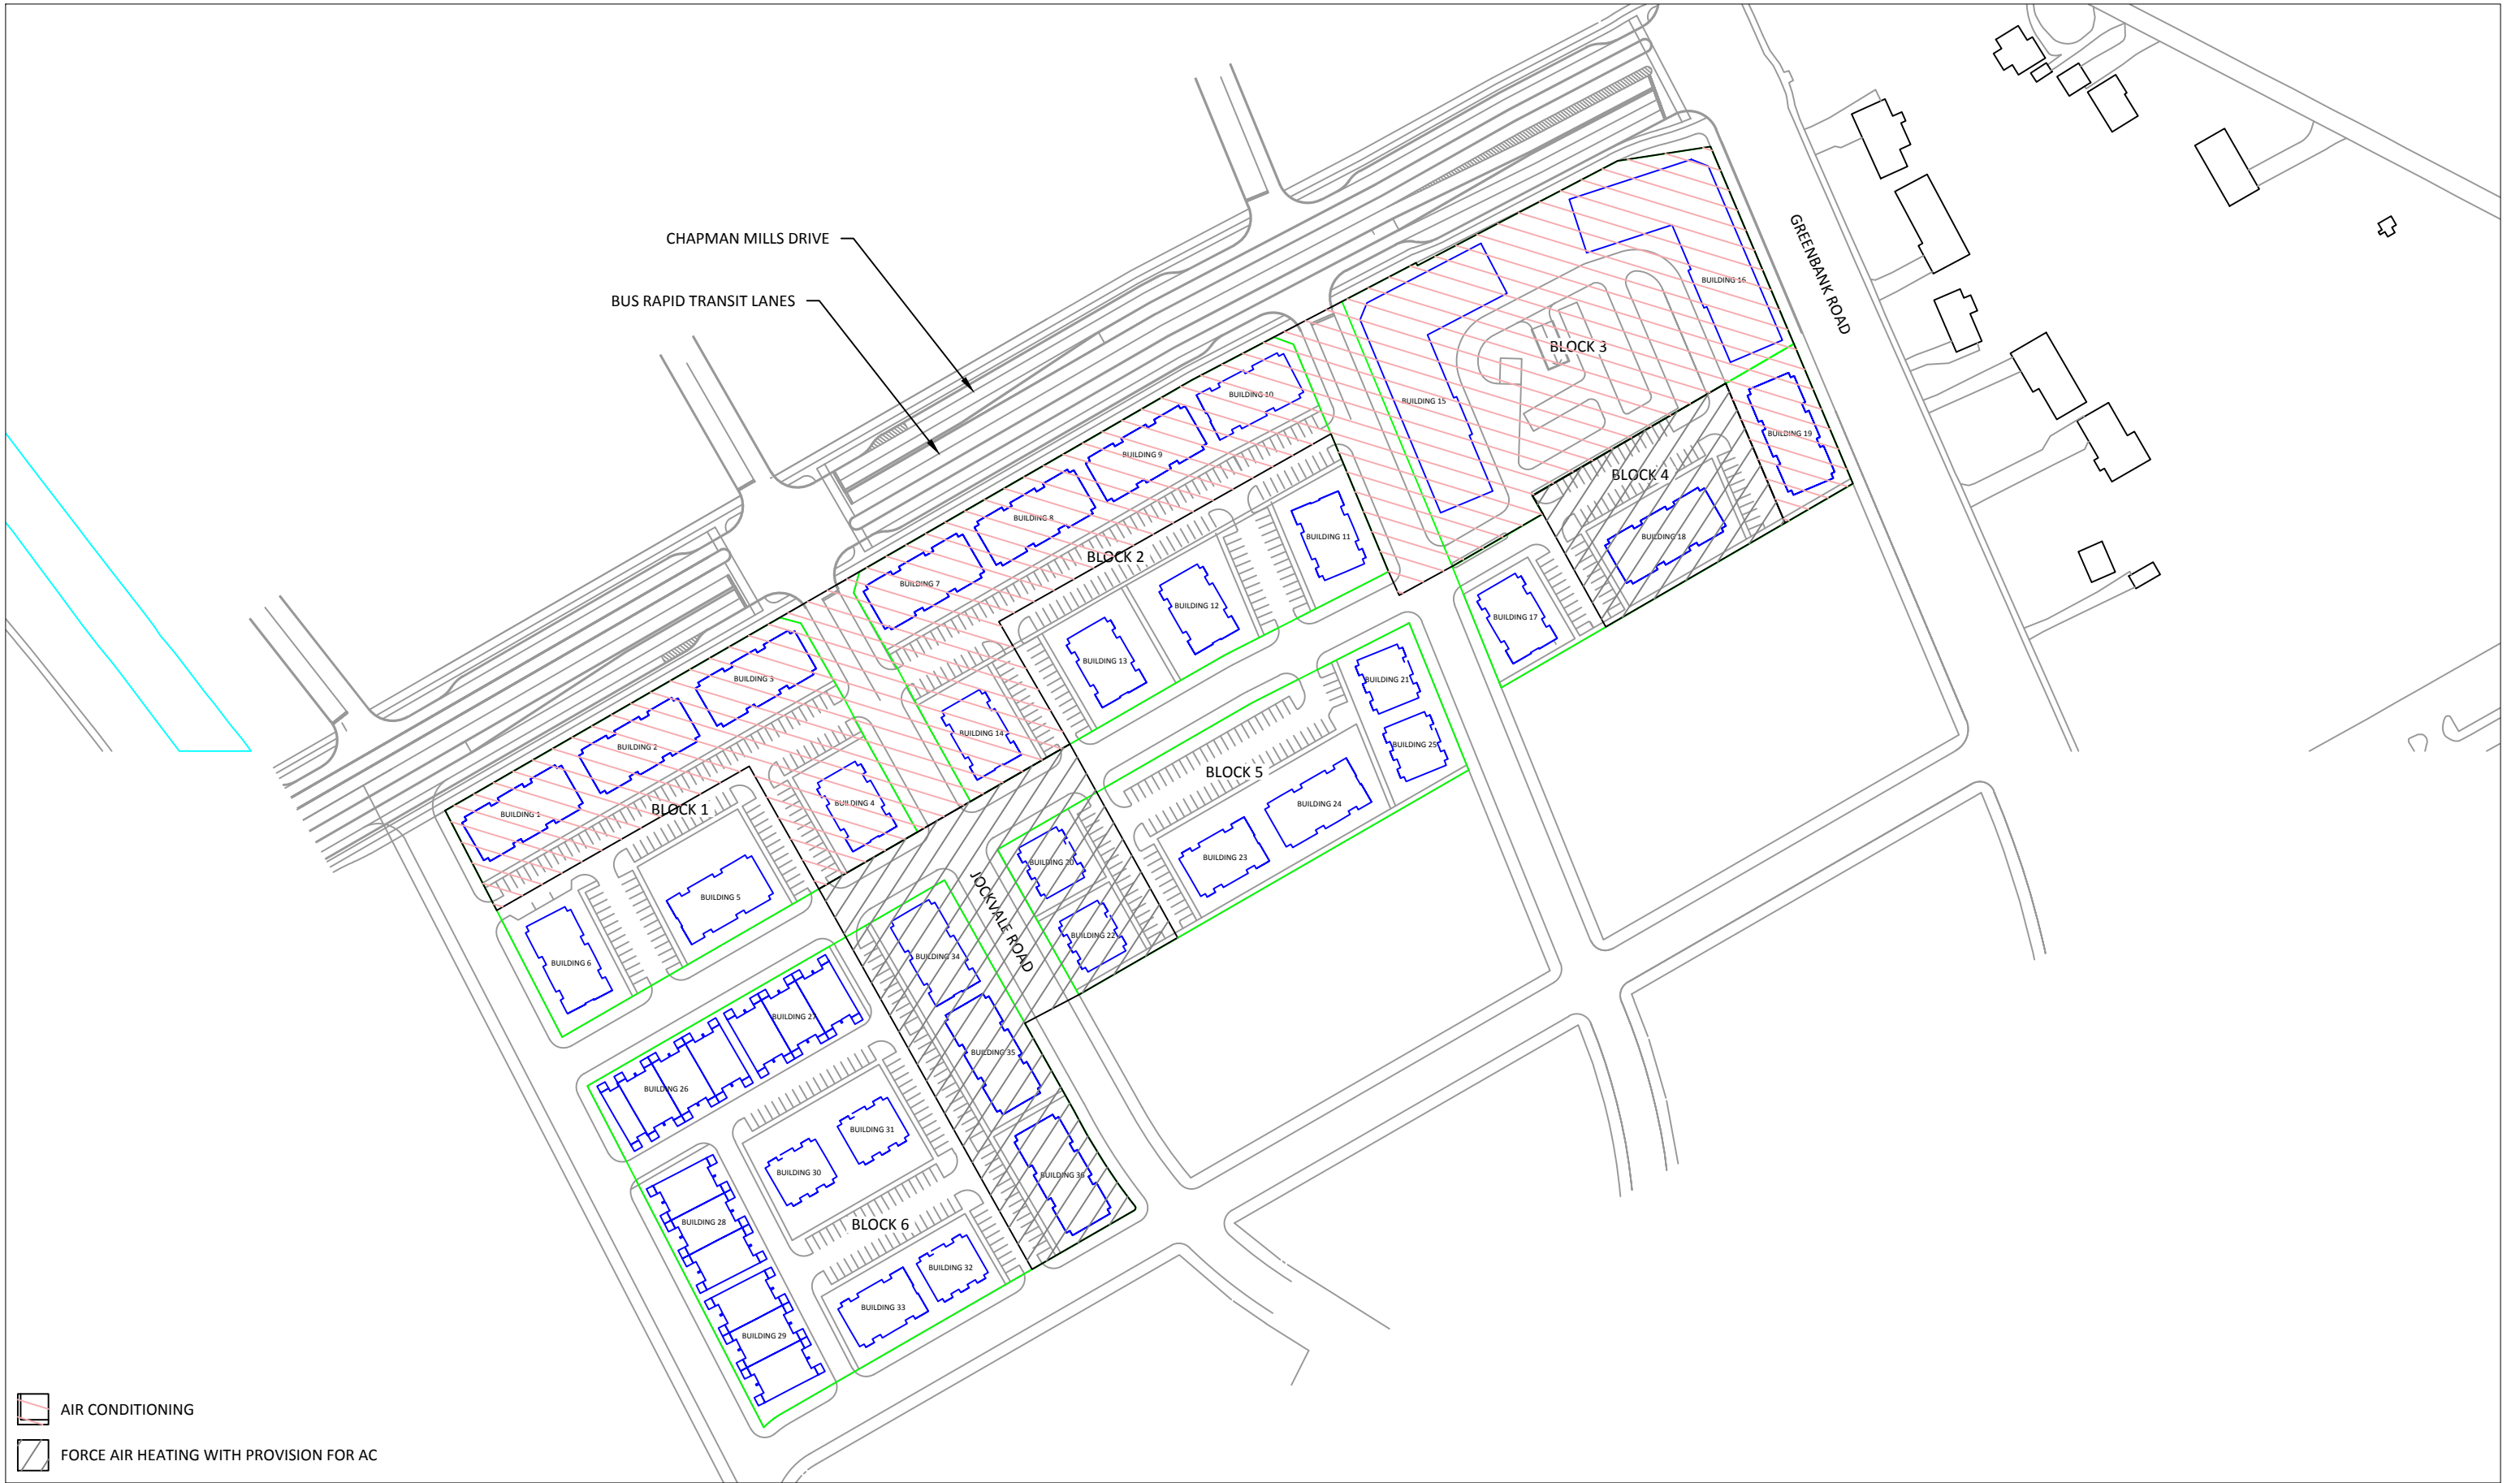 CHAPMAN MILLS DRIVE
BUS RAPID TRANSIT LANES
GREENBANK ROAD
BUILDING 16
BLOCK 3
BUILDING 10
BUILDING 15
BUILDING 19
BUILDING 9
BLOCK 4
BUILDING 8
BUILDING 18
BUILDING 11
BLOCK 2
BUILDING 7
BUILDING 12
BUILDING 17
BUILDING 13
BUILDING 3
BUILDING 21
BUILDING 14
BUILDING 2
BUILDING 25
BLOCK 5
BUILDING 4
BUILDING 24
BLOCK 1
BUILDING 1
BUILDING 23
BUILDING 20
BUILDING 5
JOCKVALE ROAD
BUILDING 22
BUILDING 34
BUILDING 6
BUILDING 27
BUILDING 35
BUILDING 26
BUILDING 31
BUILDING 30
BUILDING 36
BUILDING 28
BLOCK 6
BUILDING 32
BUILDING 33
BUILDING 29
AIR CONDITIONING
FORCE AIR HEATING WITH PROVISION FOR AC